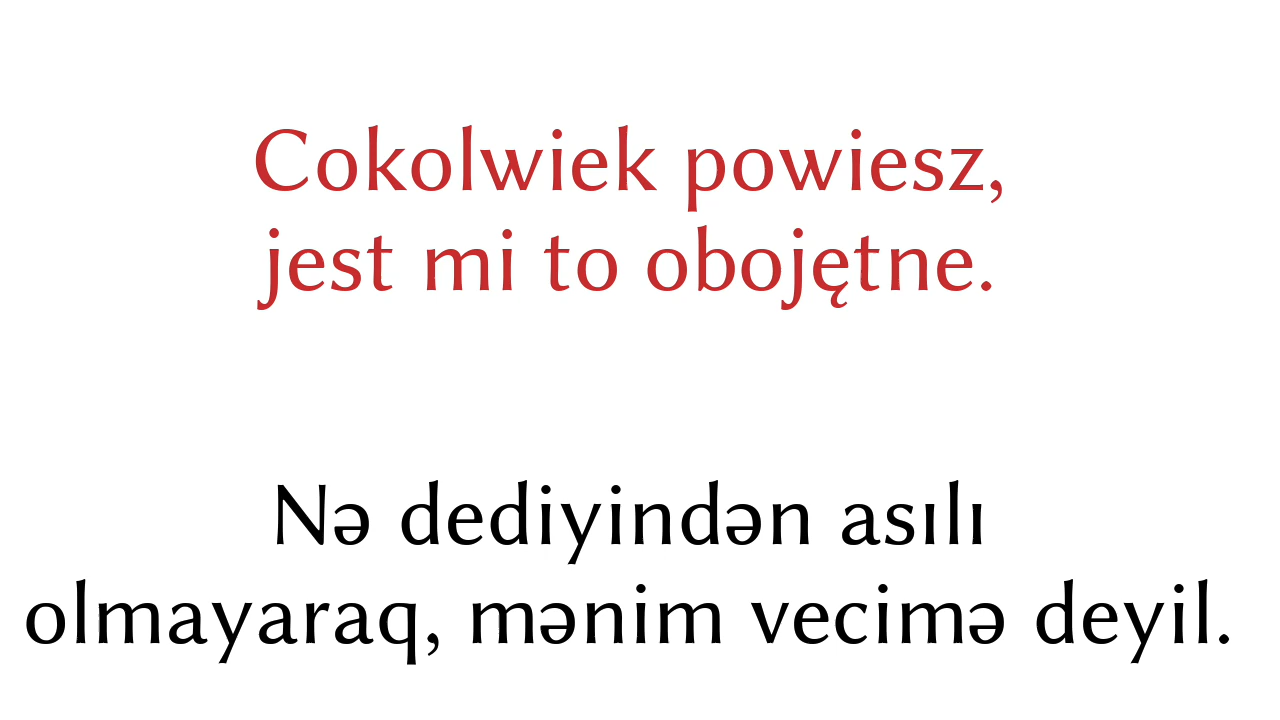 Cokolwiek powiesz,
jest mi to obojętne.
Nə dediyindən asılı
olmayaraq, mənim vecimə deyil.